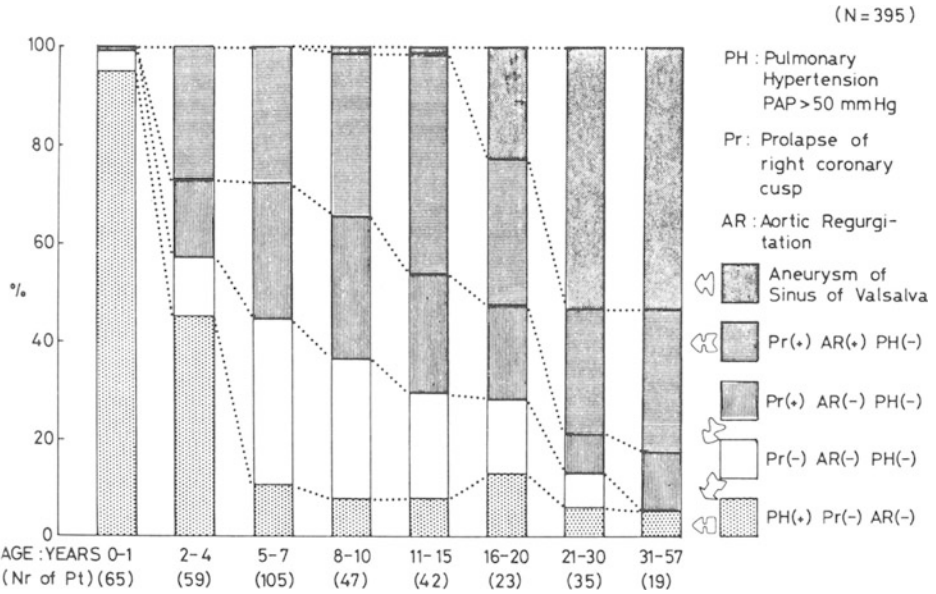 (N=395)
PH : Pulmonary
Hypertension
PAP > 50 mmHg
Pr : Prolapse of
right coronary
cusp
AR : Aortic Regurgi-
tation
Aneurysm of
Sinus of Valsalva
Pr(+) AR(+) PH(-)
Pr(+) AR(-) PH(-)
Pr(-) AR(-) PH(-)
PH(+) Pr(-) AR(-)
100
80
60
%
40
20
0
AGE : YEARS 0-1 2-4 5-7 8-10 11-15 16-20 21-30 31-57
(Nr of Pt) (65) (59) (105) (47) (42) (23) (35) (19)